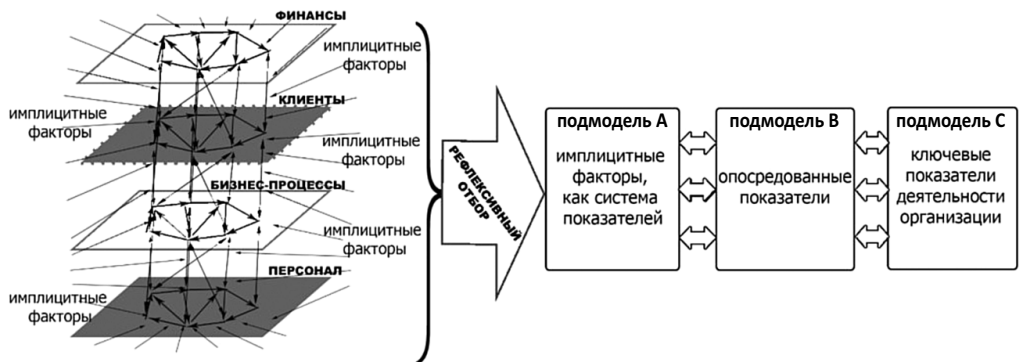 ФИНАНСЫ
имплицитные
факторы
КЛИЕНТЫ
имплицитные
факторы
имплицитные
факторы
БИЗНЕС-ПРОЦЕССЫ
имплицитные
факторы
ПЕРСОНАЛ
имплицитные
факторы
РЕФЛЕКСИВНЫЙ
ОТБОР
подмодель А
имплицитные
факторы,
как система
показателей
подмодель В
опосредованные
показатели
подмодель С
ключевые
показатели
деятельности
организации